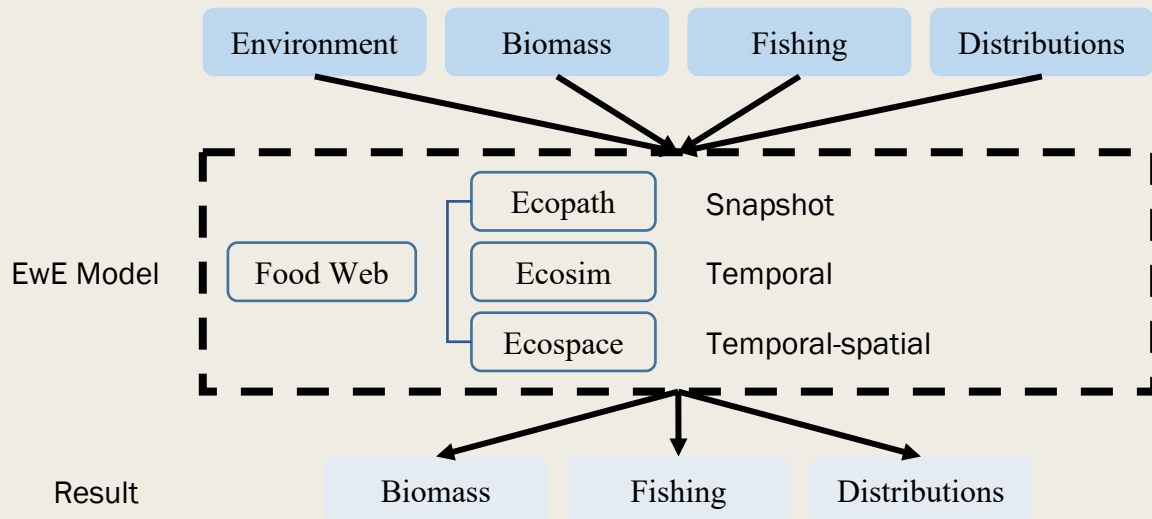 Environment
Biomass
Fishing
Distributions
Ecopath
Snapshot
EwE Model
Food Web
Ecosim
Temporal
Ecospace
Temporal-spatial
Result
Biomass
Fishing
Distributions